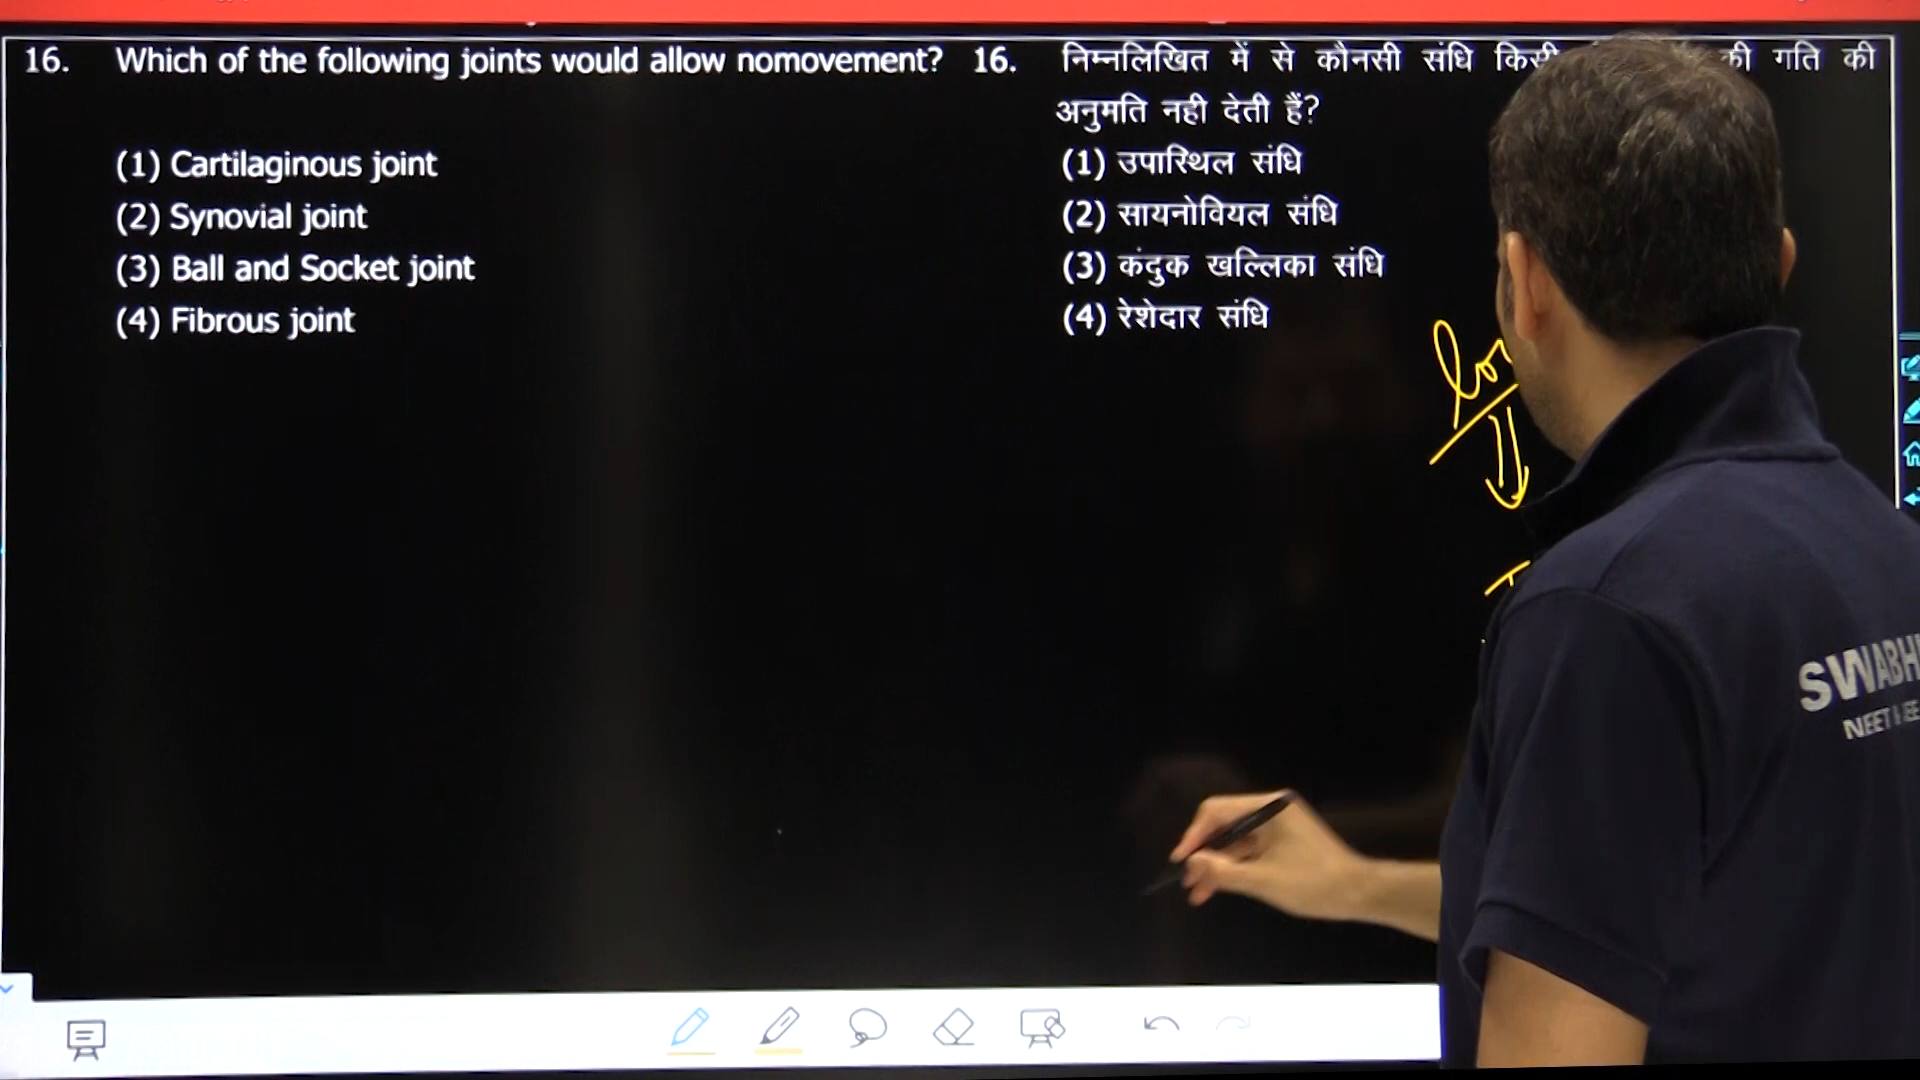 16. Which of the following joints would allow nomovement?
(1) Cartilaginous joint
(2) Synovial joint
(3) Ball and Socket joint
(4) Fibrous joint
16. निम्नलिखित में से कौनसी संधि की गति की
अनुमति नही देती हैं?
(1) उपास्थिल संधि
(2) सायनोवियल संधि
(3) कंदुक खल्लिका संधि
(4) रेशेदार संधि
NEET